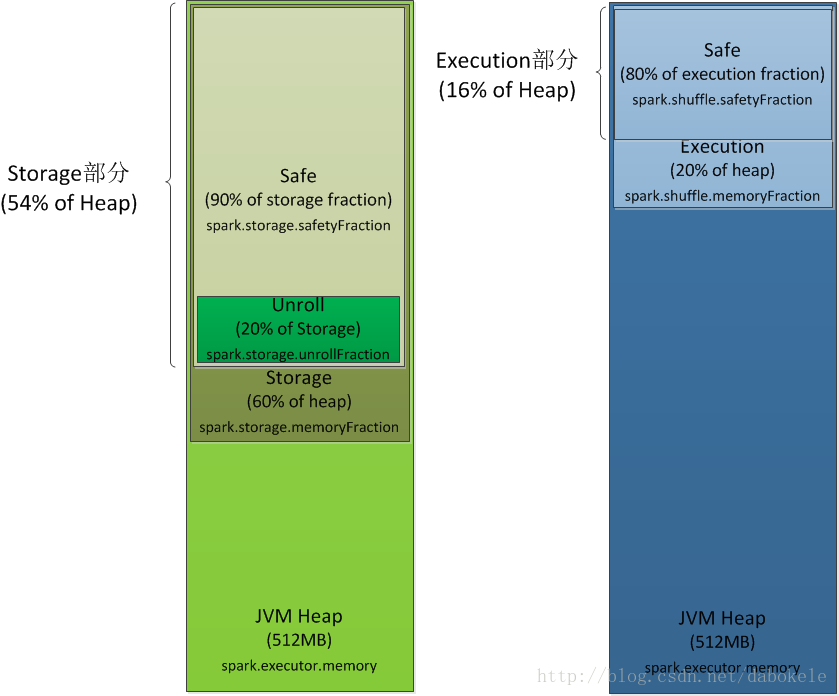 Storage部分
(54% of Heap)
Safe
(90% of storage fraction)
spark.storage.safetyFraction
Unroll
(20% of Storage)
spark.storage.unrollFraction
Storage
(60% of heap)
spark.storage.memoryFraction
JVM Heap
(512MB)
spark.executor.memory
Execution部分
(16% of Heap)
Safe
(80% of execution fraction)
spark.shuffle.safetyFraction
Execution
(20% of heap)
spark.shuffle.memoryFraction
JVM Heap
(512MB)
spark.executor.memory
http://blog.csdn.net/dabokele